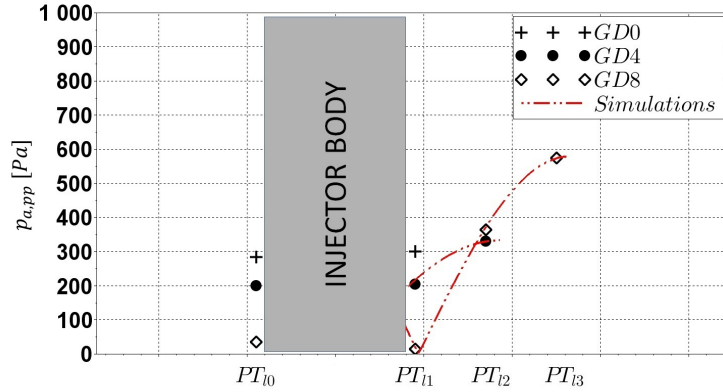 1 000
900
800
700
600
500
400
300
200
100
0
p_{a,pp} [Pa]
INJECTOR BODY
GD0
GD4
GD8
Simulations
PT_{l0} PT_{l1} PT_{l2} PT_{l3}